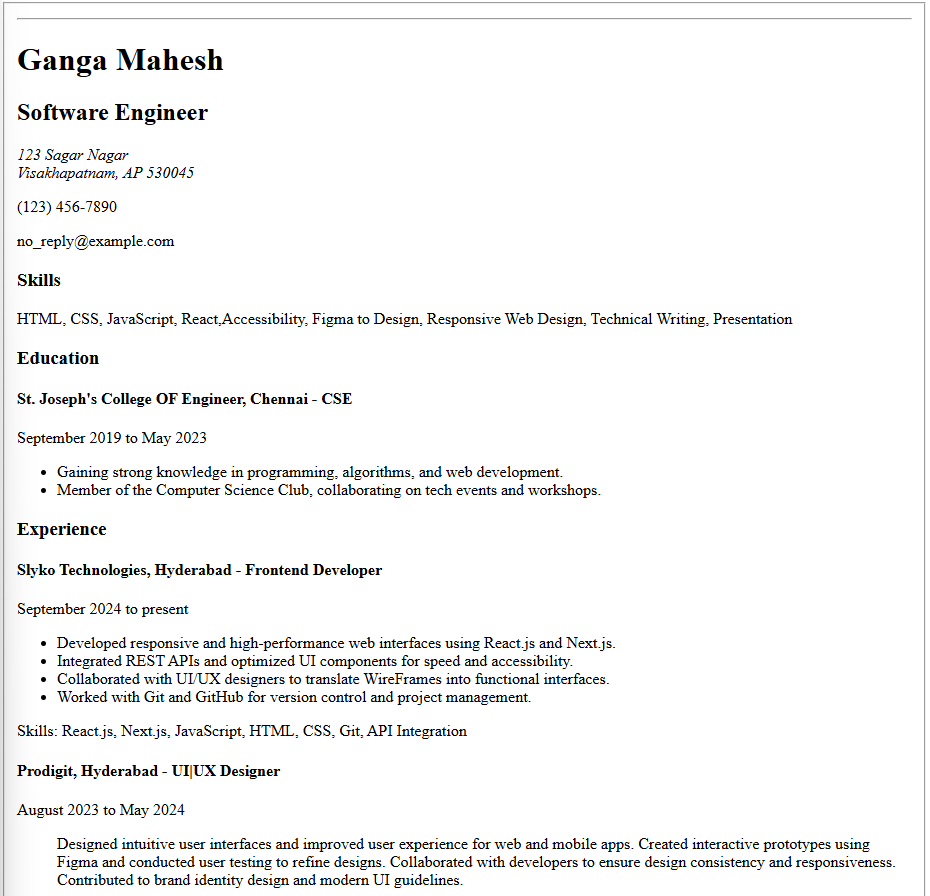 Ganga Mahesh
Software Engineer
123 Sagar Nagar
Visakhapatnam, AP 530045
(123) 456-7890
no_reply@example.com
Skills
HTML, CSS, JavaScript, React,Accessibility, Figma to Design, Responsive Web Design, Technical Writing, Presentation
Education
St. Joseph's College OF Engineer, Chennai - CSE
September 2019 to May 2023
• Gaining strong knowledge in programming, algorithms, and web development.
• Member of the Computer Science Club, collaborating on tech events and workshops.
Experience
Slyko Technologies, Hyderabad - Frontend Developer
September 2024 to present
• Developed responsive and high-performance web interfaces using React.js and Next.js.
• Integrated REST APIs and optimized UI components for speed and accessibility.
• Collaborated with UI/UX designers to translate WireFrames into functional interfaces.
• Worked with Git and GitHub for version control and project management.
Skills: React.js, Next.js, JavaScript, HTML, CSS, Git, API Integration
Prodigit, Hyderabad - UI|UX Designer
August 2023 to May 2024
Designed intuitive user interfaces and improved user experience for web and mobile apps. Created interactive prototypes using
Figma and conducted user testing to refine designs. Collaborated with developers to ensure design consistency and responsiveness.
Contributed to brand identity design and modern UI guidelines.